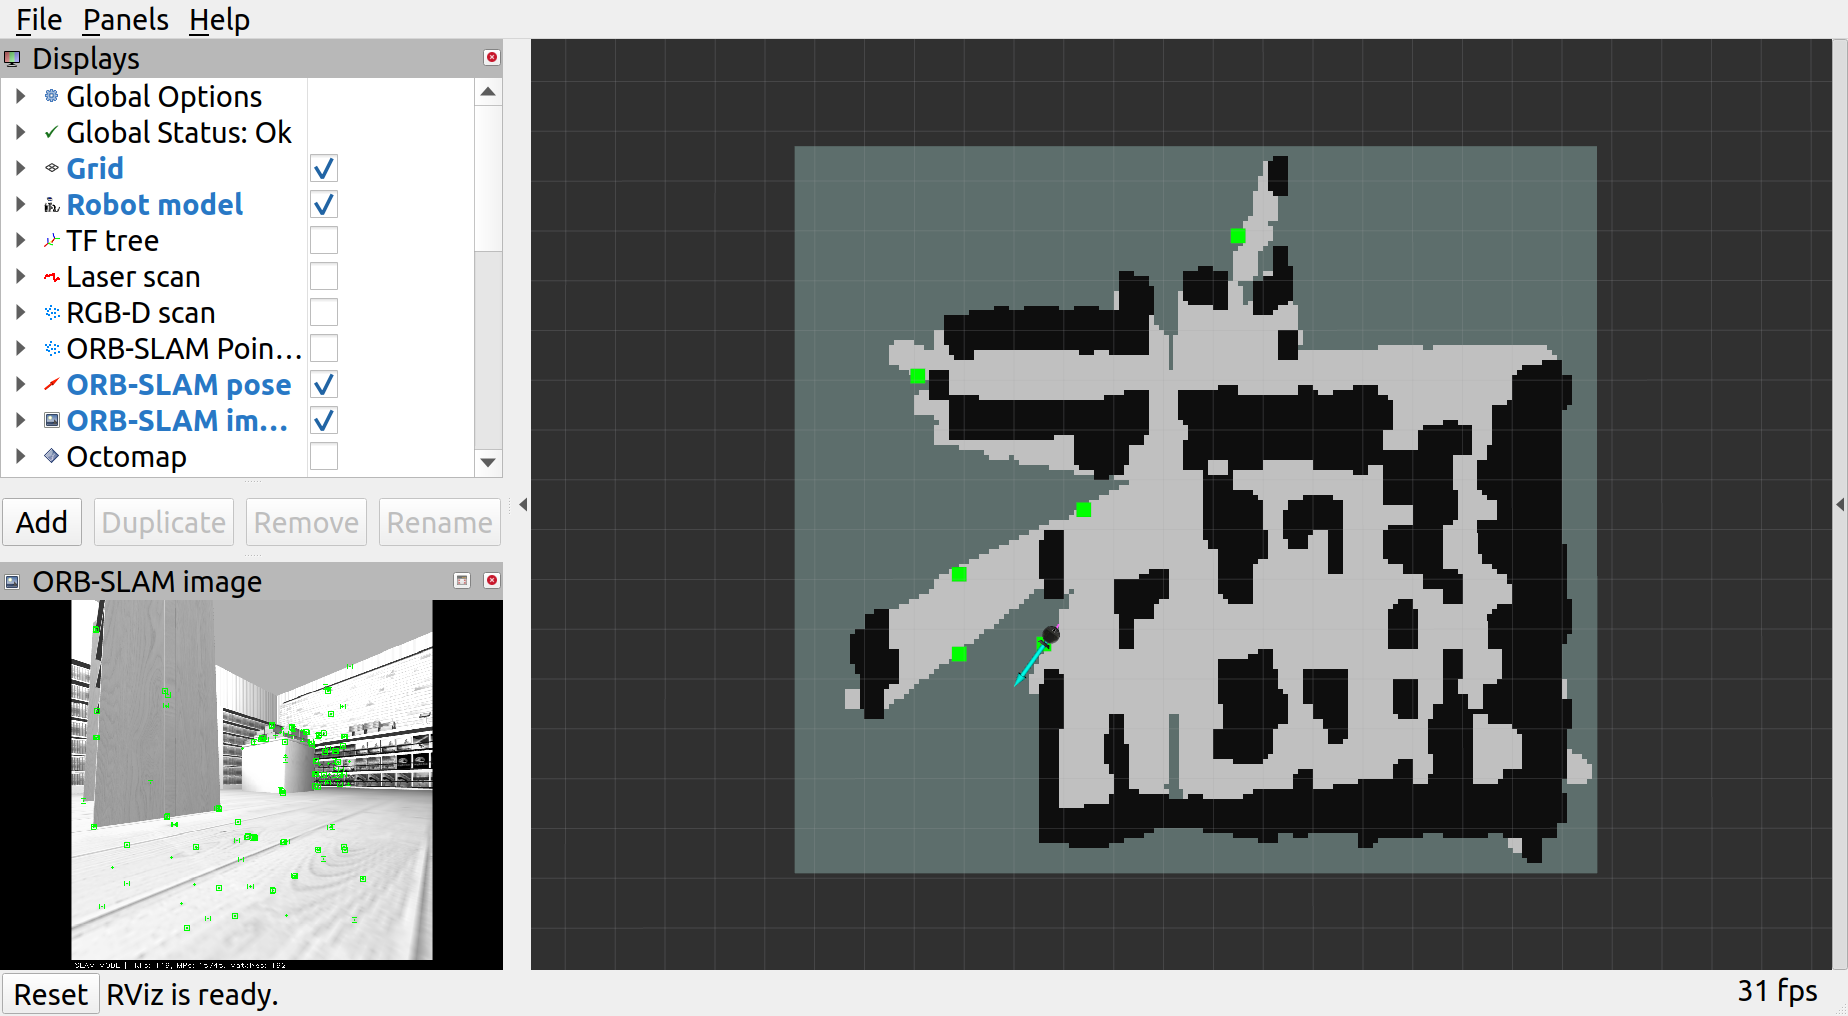 File Panels Help
Displays
Global Options
Global Status: Ok
Grid
Robot model
TF tree
Laser scan
RGB-D scan
ORB-SLAM Poin...
ORB-SLAM pose
ORB-SLAM im...
Octomap
Add Duplicate Remove Rename
ORB-SLAM image
SLAM MODE |
Reset RViz is ready.
31 fps